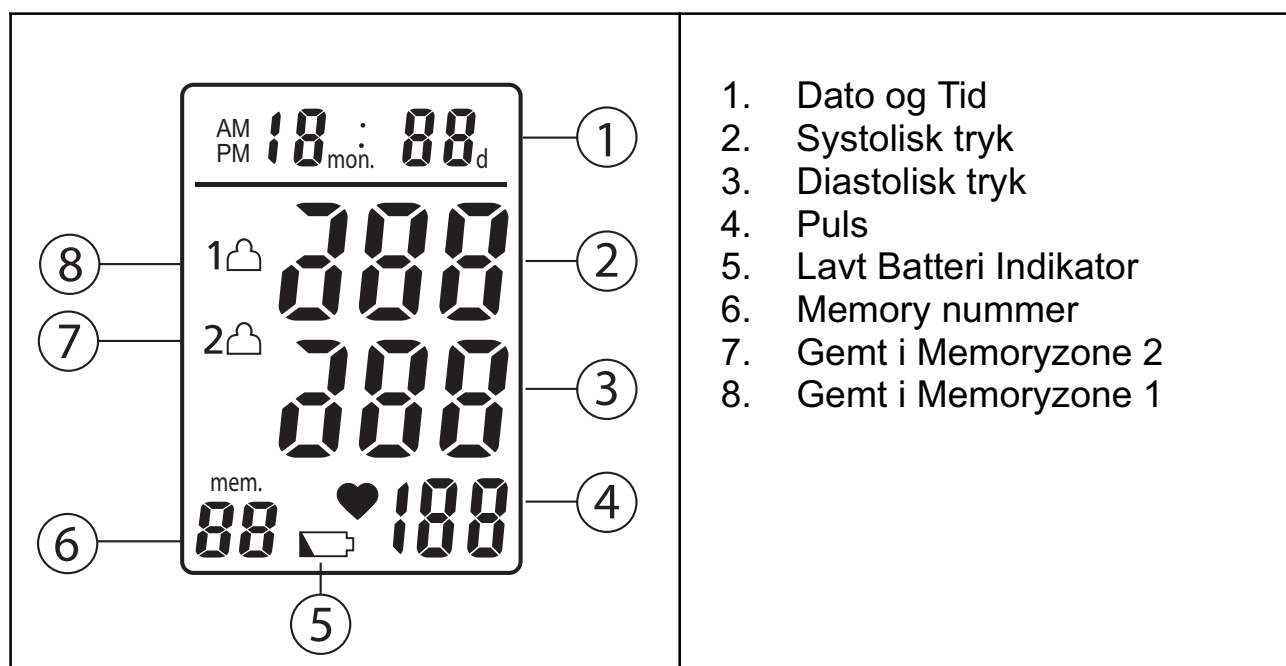 AM
PM
18 mon. : 88 d
1
8
1
2
2
7
188
188
3
mem.
188
4
88
6
5
1. Dato og Tid
2. Systolisk tryk
3. Diastolisk tryk
4. Puls
5. Lavt Batteri Indikator
6. Memory nummer
7. Gemt i Memoryzone 2
8. Gemt i Memoryzone 1